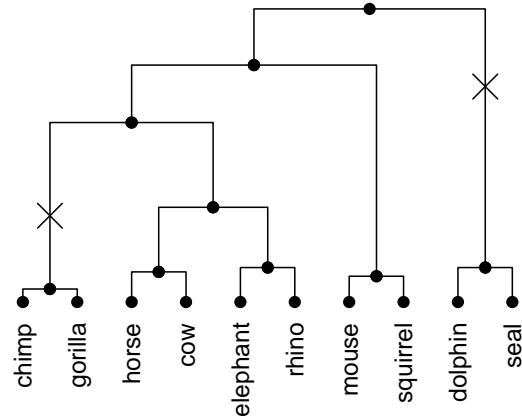 chimp
gorilla
horse
cow
elephant
rhino
mouse
squirrel
dolphin
seal